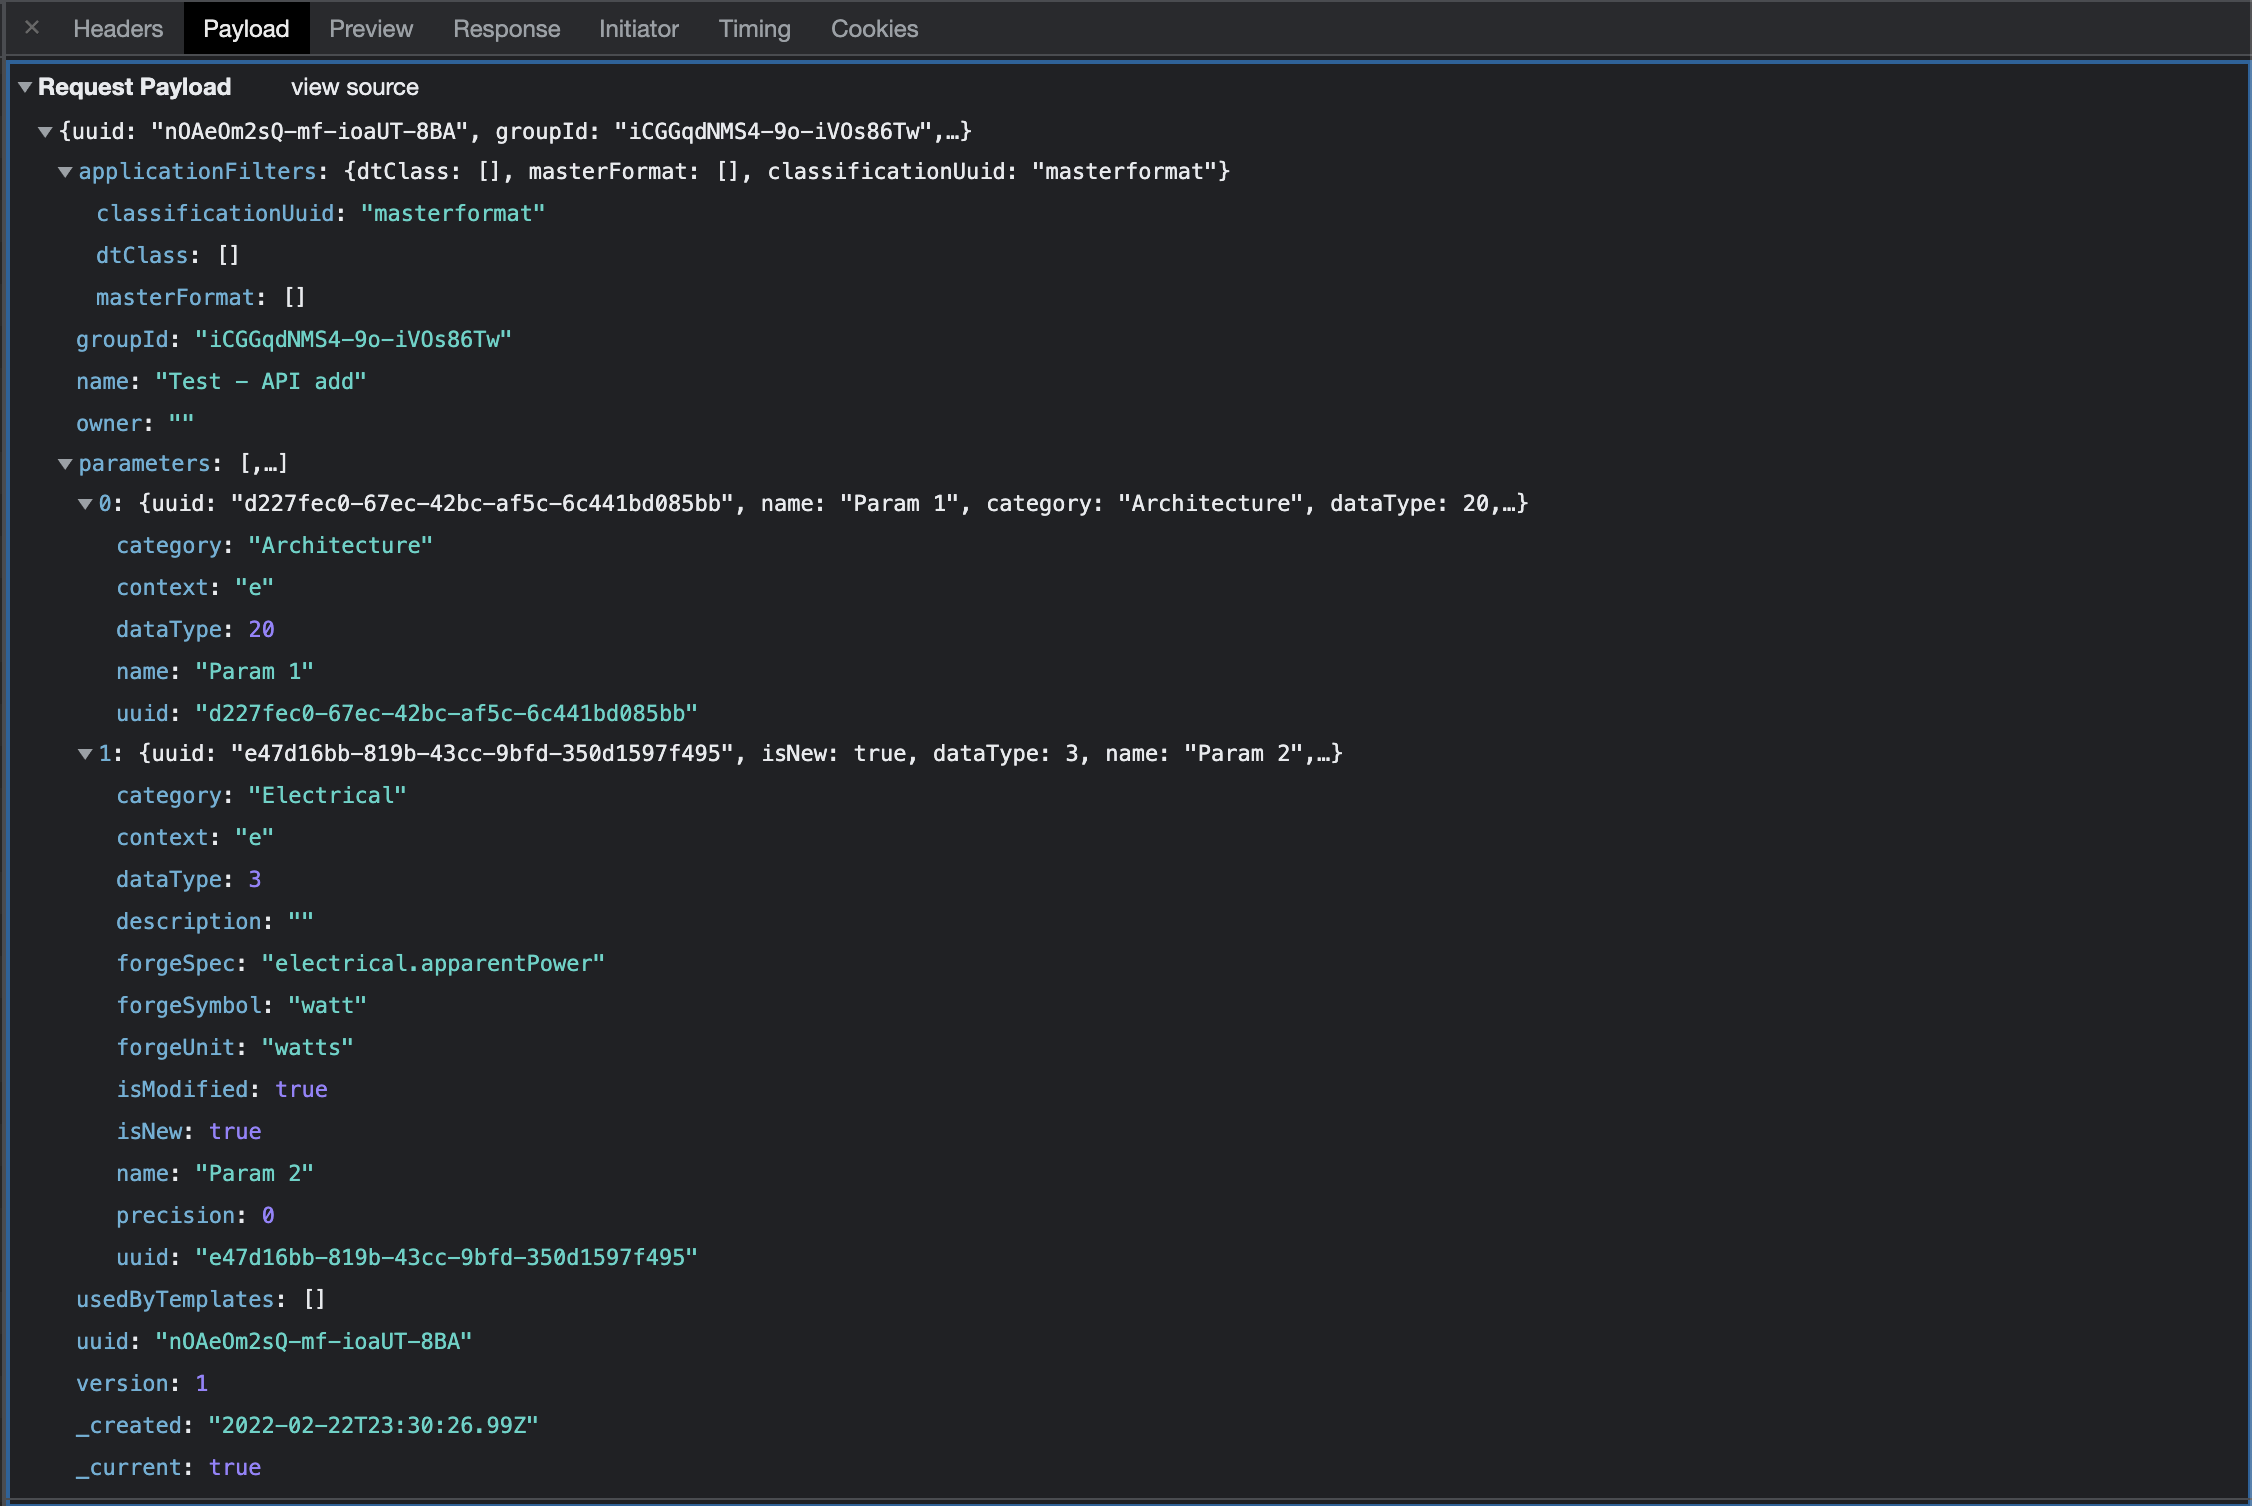 × Headers Payload Preview Response Initiator Timing Cookies
▼ Request Payload view source
▼ {uuid: "nOAeOm2sQ-mf-ioaUT-8BA", groupId: "iCGGqdNMS4-9o-iVOs86Tw",…}
▼ applicationFilters: {dtClass: [], masterFormat: [], classificationUuid: "masterformat"}
classificationUuid: "masterformat"
dtClass: []
masterFormat: []
groupId: "iCGGqdNMS4-9o-iVOs86Tw"
name: "Test - API add"
owner: ""
▼ parameters: [,…]
▼ 0: {uuid: "d227fec0-67ec-42bc-af5c-6c441bd085bb", name: "Param 1", category: "Architecture", dataType: 20,…}
category: "Architecture"
context: "e"
dataType: 20
name: "Param 1"
uuid: "d227fec0-67ec-42bc-af5c-6c441bd085bb"
▼ 1: {uuid: "e47d16bb-819b-43cc-9bfd-350d1597f495", isNew: true, dataType: 3, name: "Param 2",…}
category: "Electrical"
context: "e"
dataType: 3
description: ""
forgeSpec: "electrical.apparentPower"
forgeSymbol: "watt"
forgeUnit: "watts"
isModified: true
isNew: true
name: "Param 2"
precision: 0
uuid: "e47d16bb-819b-43cc-9bfd-350d1597f495"
usedByTemplates: []
uuid: "nOAeOm2sQ-mf-ioaUT-8BA"
version: 1
_created: "2022-02-22T23:30:26.99Z"
_current: true